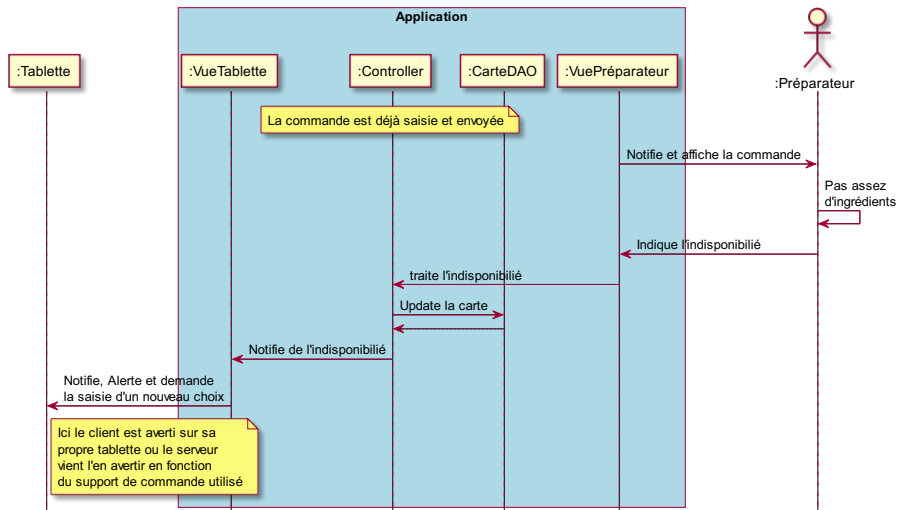 Application
:Tablette
:VueTablette
:Controller
:CarteDAO
:VuePréparateur
:Préparateur
La commande est déjà saisie et envoyée
Notifie et affiche la commande
Pas assez
d'ingrédients
Indique l'indisponibilié
traite l'indisponibilié
Update la carte
Notifie de l'indisponibilié
Notifie, Alerte et demande
la saisie d'un nouveau choix
Ici le client est averti sur sa
propre tablette ou le serveur
vient l'en avertir en fonction
du support de commande utilisé